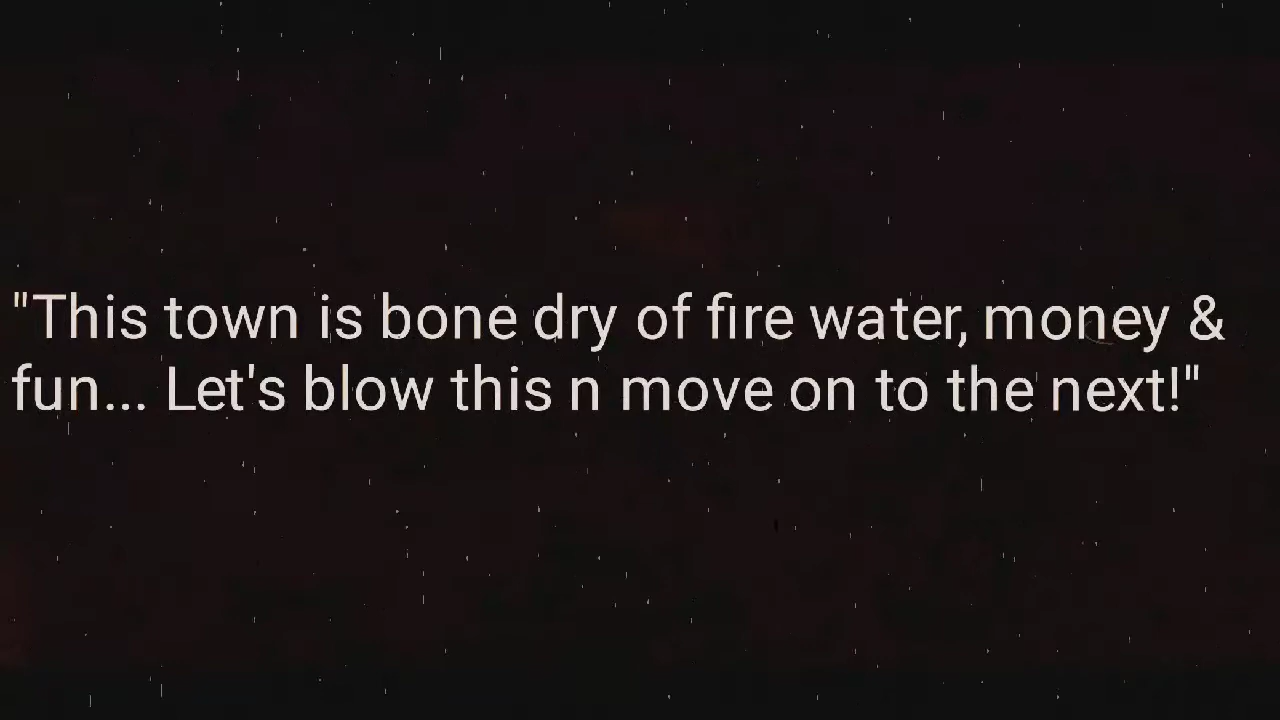 "This town is bone dry of fire water, money &
fun... Let's blow this n move on to the next!"